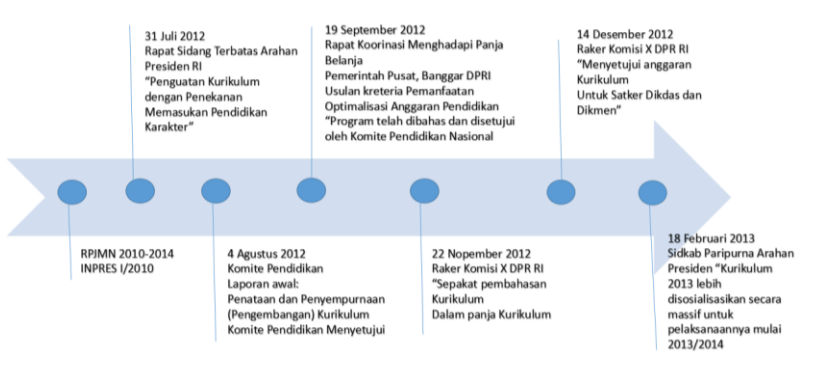 31 Juli 2012
Rapat Sidang Terbatas Arahan
Presiden RI
“Penguatan Kurikulum
dengan Penekanan
Memasukan Pendidikan
Karakter”
19 September 2012
Rapat Koorinasi Menghadapi Panja
Belanja
Pemerintah Pusat, Banggar DPRI
Usulan kreteria Pemanfaatan
Optimalisasi Anggaran Pendidikan
“Program telah dibahas dan disetujui
oleh Komite Pendidikan Nasional
14 Desember 2012
Raker Komisi X DPR RI
“Menyetujui anggaran
Kurikulum
Untuk Satker Dikdas dan
Dikmen”
RPJMN 2010-2014
INPRES I/2010
4 Agustus 2012
Komite Pendidikan
Laporan awal:
Penataan dan Penyempurnaan
(Pengembangan) Kurikulum
Komite Pendidikan Menyetujui
22 Nopember 2012
Raker Komisi X DPR RI
“Sepakat pembahasan
Kurikulum
Dalam panja Kurikulum
18 Februari 2013
Sidkab Paripurna Arahan
Presiden “Kurikulum
2013 lebih
disosialisasikan secara
massif untuk
pelaksanaannya mulai
2013/2014